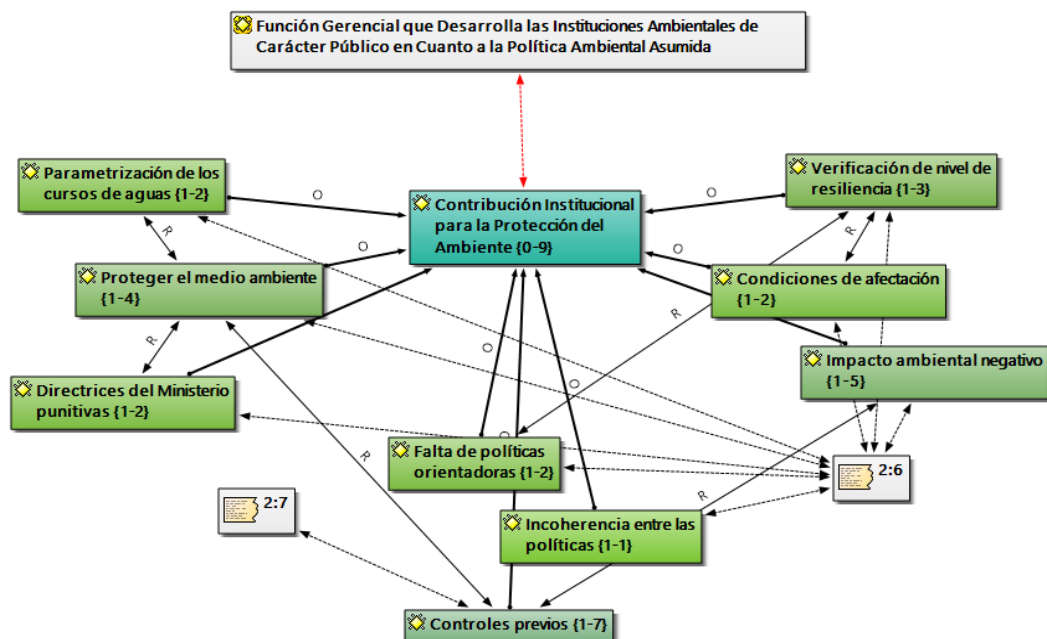 Función Gerencial que Desarrolla las Instituciones Ambientales de
Carácter Público en Cuanto a la Política Ambiental Asumida
Parametrización de los
cursos de aguas {1-2}
Verificación de nivel de
resiliencia {1-3}
O
O
Contribución Institucional
para la Protección del
Ambiente {0-9}
R
O
O
R
Proteger el medio ambiente
{1-4}
Condiciones de afectación
{1-2}
R
R
O
Impacto ambiental negativo
{1-5}
Directrices del Ministerio
punitivas {1-2}
O
O
Falta de políticas
orientadoras {1-2}
R
2:6
2:7
R
Incoherencia entre las
políticas {1-1}
Controles previos {1-7}